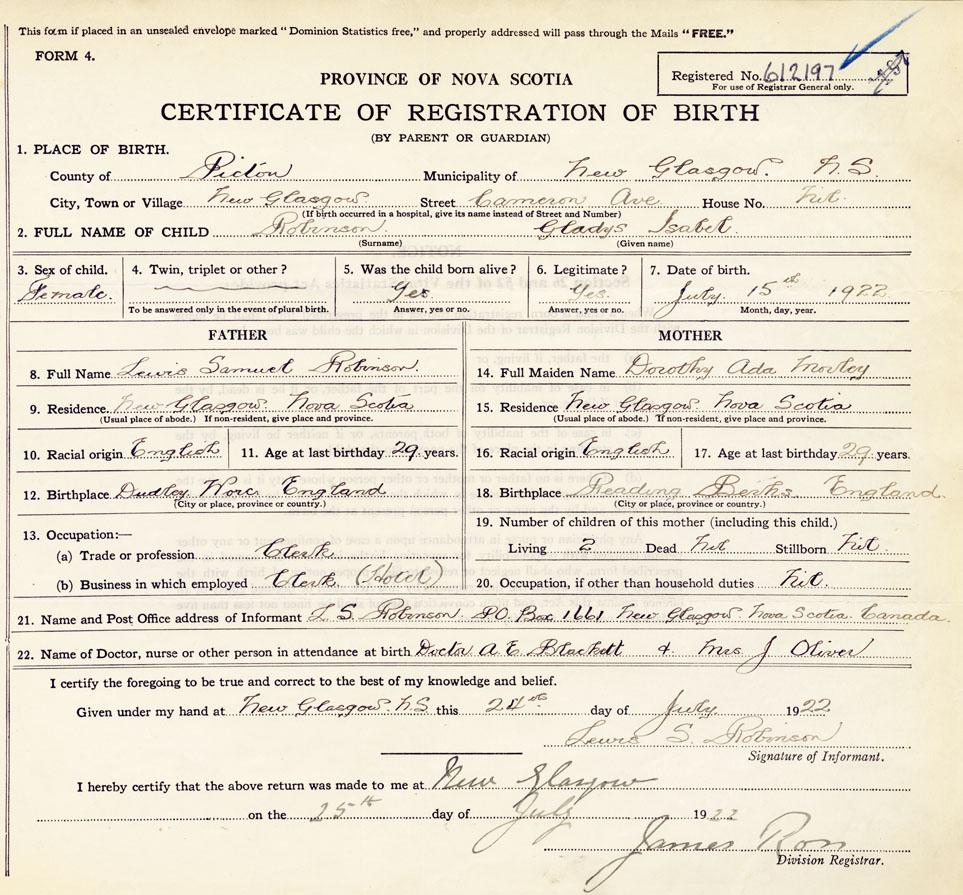 This form if placed in an unsealed envelope marked "Dominion Statistics free," and properly addressed will pass through the Mails "FREE."
FORM 4.
PROVINCE OF NOVA SCOTIA
Registered No. 612197
For use of Registrar General only.
CERTIFICATE OF REGISTRATION OF BIRTH
(BY PARENT OR GUARDIAN)
1. PLACE OF BIRTH.
County of Pictou Municipality of New Glasgow. N.S.
City, Town or Village New Glasgow. Street Cameron Ave House No. Nil.
(If birth occurred in a hospital, give its name instead of Street and Number)
2. FULL NAME OF CHILD Robinson. Gladys Isabel.
(Surname) (Given name)
3. Sex of child. 4. Twin, triplet or other? 5. Was the child born alive? 6. Legitimate? 7. Date of birth.
Female. Yes. Yes. July. 15th 1922
To be answered only in the event of plural birth. Answer, yes or no. Answer, yes or no. Month, day, year.
FATHER MOTHER
8. Full Name Lewis Samuel Robinson. 14. Full Maiden Name Dorothy Ada Morley
9. Residence. New Glasgow. Nova Scotia 15. Residence New Glasgow. Nova Scotia
(Usual place of abode.) If non-resident, give place and province. (Usual place of abode.) If non-resident, give place and province.
10. Racial origin English 11. Age at last birthday 29 years. 16. Racial origin English 17. Age at last birthday 29 years.
12. Birthplace Dudley Worc England 18. Birthplace Reading Berks. England.
(City or place, province or country.) (City or place, province or country.)
13. Occupation:— 19. Number of children of this mother (including this child.)
(a) Trade or profession Clerk Living 2 Dead Nil Stillborn Nil.
(b) Business in which employed Clerk (Hotel) 20. Occupation, if other than household duties Nil.
21. Name and Post Office address of Informant L S. Robinson. P.O. Box 1661 New Glasgow. Nova Scotia. Canada.
22. Name of Doctor, nurse or other person in attendance at birth Doctor A E Blackett & Mrs J Oliver
I certify the foregoing to be true and correct to the best of my knowledge and belief.
Given under my hand at New Glasgow. N.S. this 24th day of July. 1922
Lewis S. Robinson
Signature of Informant.
I hereby certify that the above return was made to me at New Glasgow
on the 25th day of July 1922
James
Division Registrar.